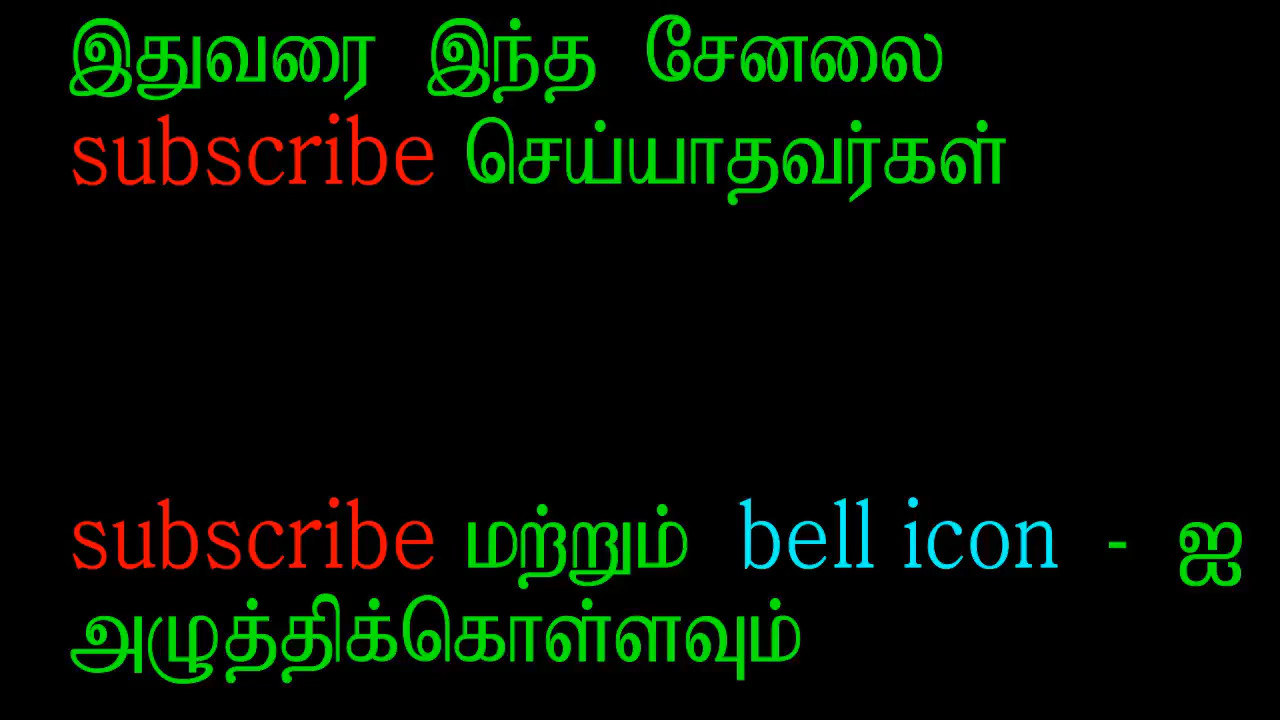 இதுவரை இந்த சேனலை
subscribe செய்யாதவர்கள்
subscribe மற்றும் bell icon - ஐ
அழுத்திக்கொள்ளவும்